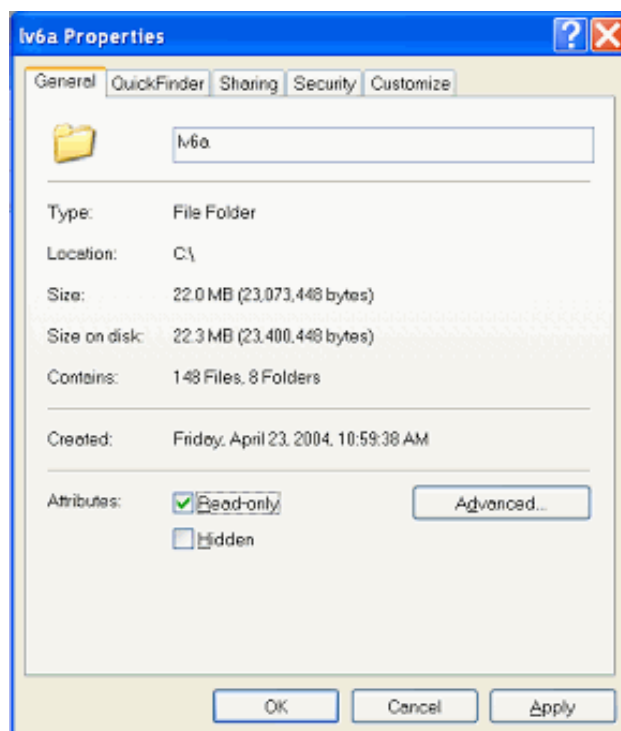 lv6a Properties
General QuickFinder Sharing Security Customize
lv6a
Type: File Folder
Location: C:\
Size: 22.0 MB (23,073,448 bytes)
Size on disk: 22.3 MB (23,400,448 bytes)
Contains: 148 Files, 8 Folders
Created: Friday, April 23, 2004, 10:59:38 AM
Attributes: Read-only Advanced...
Hidden
OK Cancel Apply